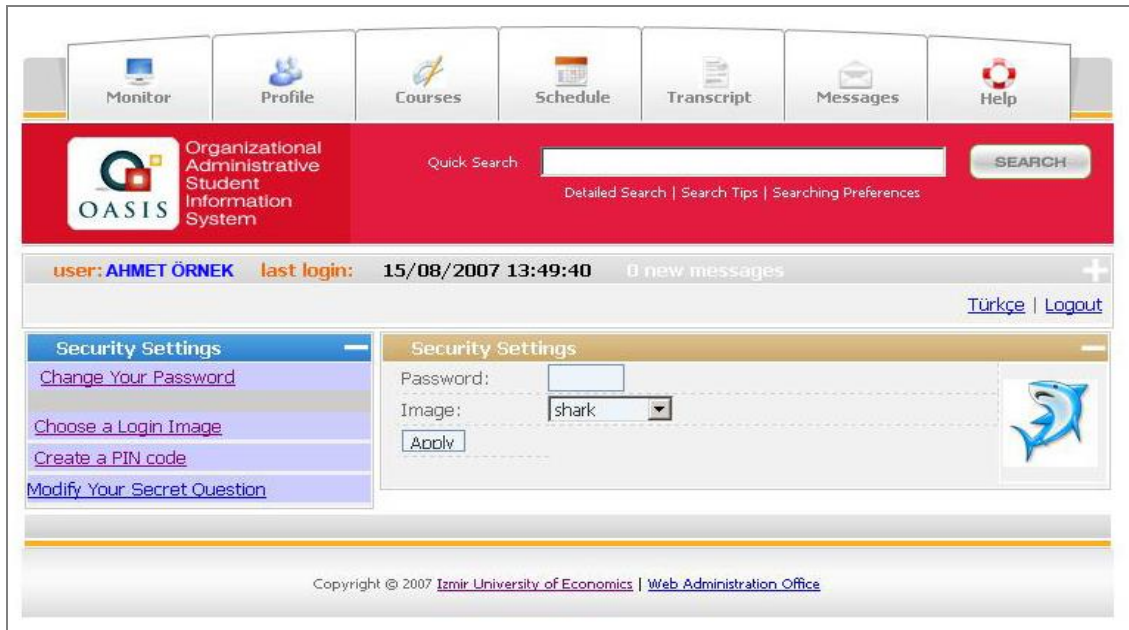 Monitor Profile Courses Schedule Transcript Messages Help
OASIS
Organizational
Administrative
Student
Information
System
Quick Search SEARCH
Detailed Search | Search Tips | Searching Preferences
user: AHMET ÖRNEK last login: 15/08/2007 13:49:40 0 new messages
Türkçe | Logout
Security Settings
Change Your Password
Choose a Login Image
Create a PIN code
Modify Your Secret Question
Security Settings
Password:
Image: shark
Apply
Copyright © 2007 Izmir University of Economics | Web Administration Office